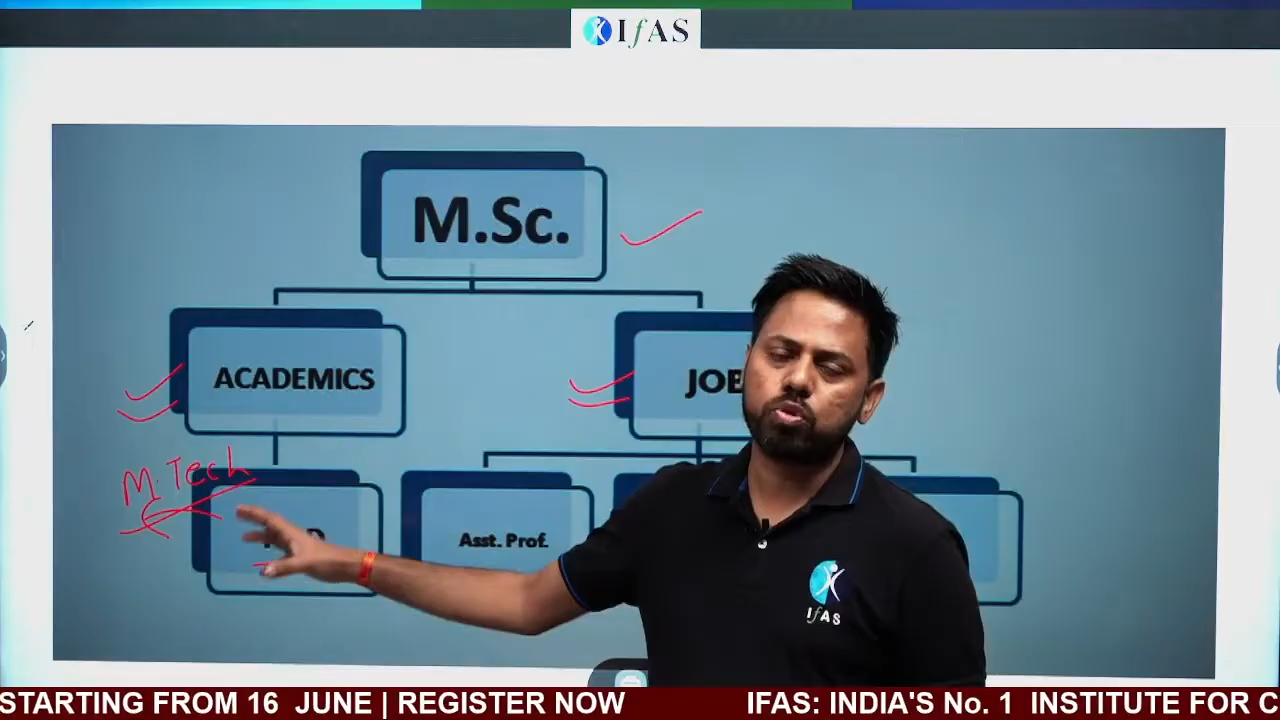 IfAS
M.Sc.
ACADEMICS
JOB
M.Tech
Asst. Prof.
IfAS
STARTING FROM 16 JUNE | REGISTER NOW IFAS: INDIA'S No. 1 INSTITUTE FOR C